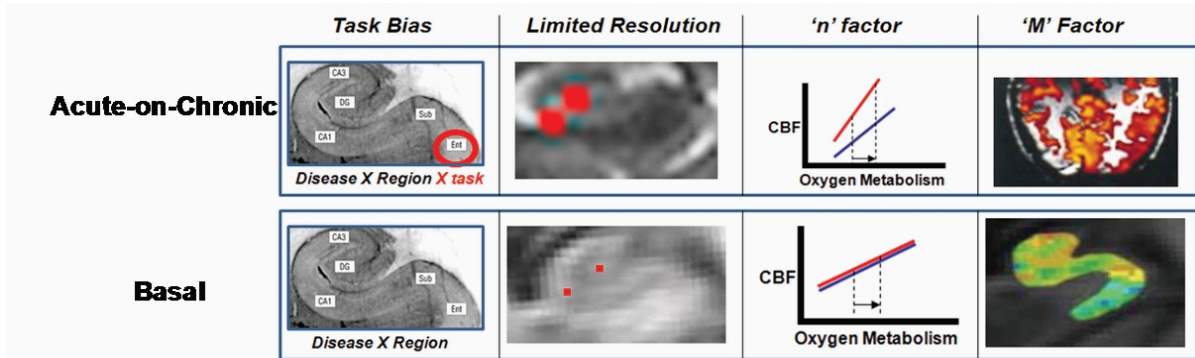 Task Bias
Limited Resolution
‘n’ factor
‘M’ Factor
Acute-on-Chronic
CA3
DG
CA1
Sub
Ent
Disease X Region X task
CBF
Oxygen Metabolism
Basal
CA3
DG
CA1
Sub
Ent
Disease X Region
CBF
Oxygen Metabolism